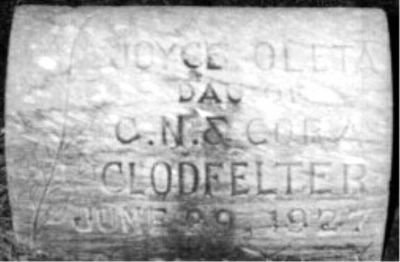 JOYCE OLETA
DAU OF
C.N. & CORA
CLODFELTER
JUNE 29, 1927